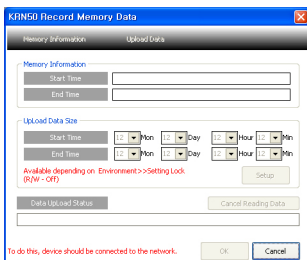 KRN50 Record Memory Data
Memory Information Upload Data
Memory Information
Start Time
End Time
UpLoad Data Size
Start Time 12 Mon 12 Day 12 Hour 12 Min
End Time 12 Mon 12 Day 12 Hour 12 Min
Available depending on Environment>>Setting Lock
(R/W - Off)
Setup
Data Upload Status Cancel Reading Data
To do this, device should be connected to the network. OK Cancel